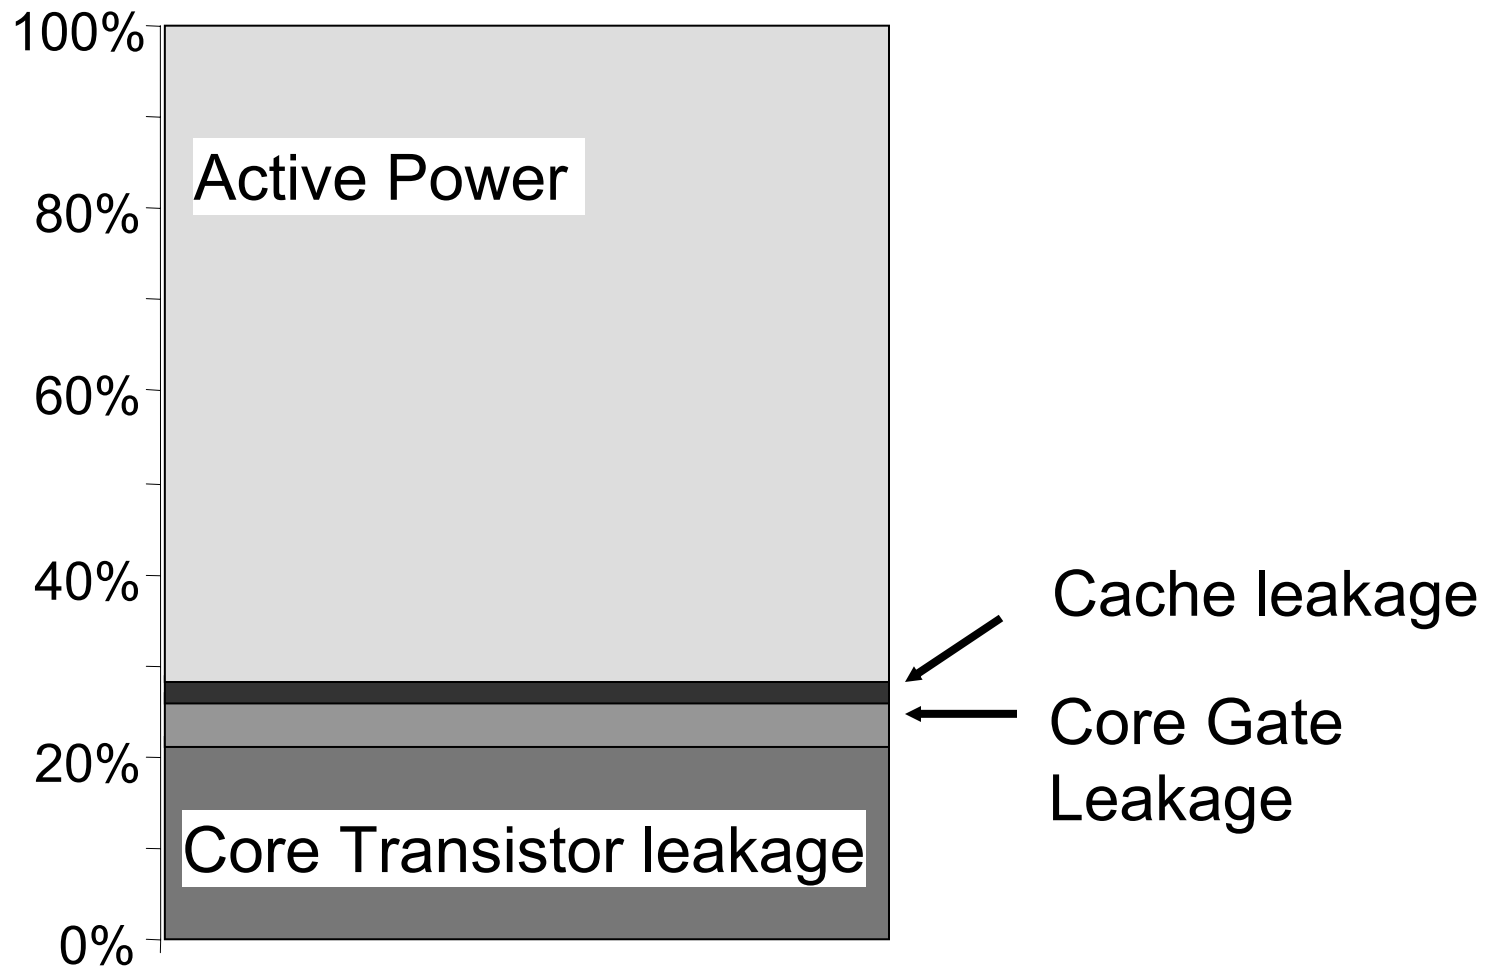 100%
Active Power
80%
60%
40%
Cache leakage
Core Gate
Leakage
20%
Core Transistor leakage
0%